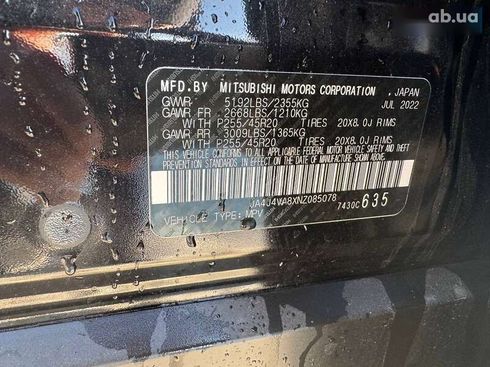 ab.ua
MFD.BY MITSUBISHI MOTORS CORPORATION , JAPAN
GVWR 5192LBS/2355KG JUL 2022
GAWR FR 2668LBS/1210KG
WITH P255/45R20 TIRES 20X8.0J RIMS
GAWR RR 3009LBS/1365KG
WITH P255/45R20 TIRES 20X8.0J RIMS
THIS VEHICLE CONFORMS TO ALL APPLICABLE FEDERAL MOTOR VEHICLE SAFETY AND THEFT
PREVENTION STANDARDS IN EFFECT ON THE DATE OF MANUFACTURE SHOWN ABOVE.
JA4J4VA8XNZ085078
VEHICLE TYPE: MPV 7430C 635